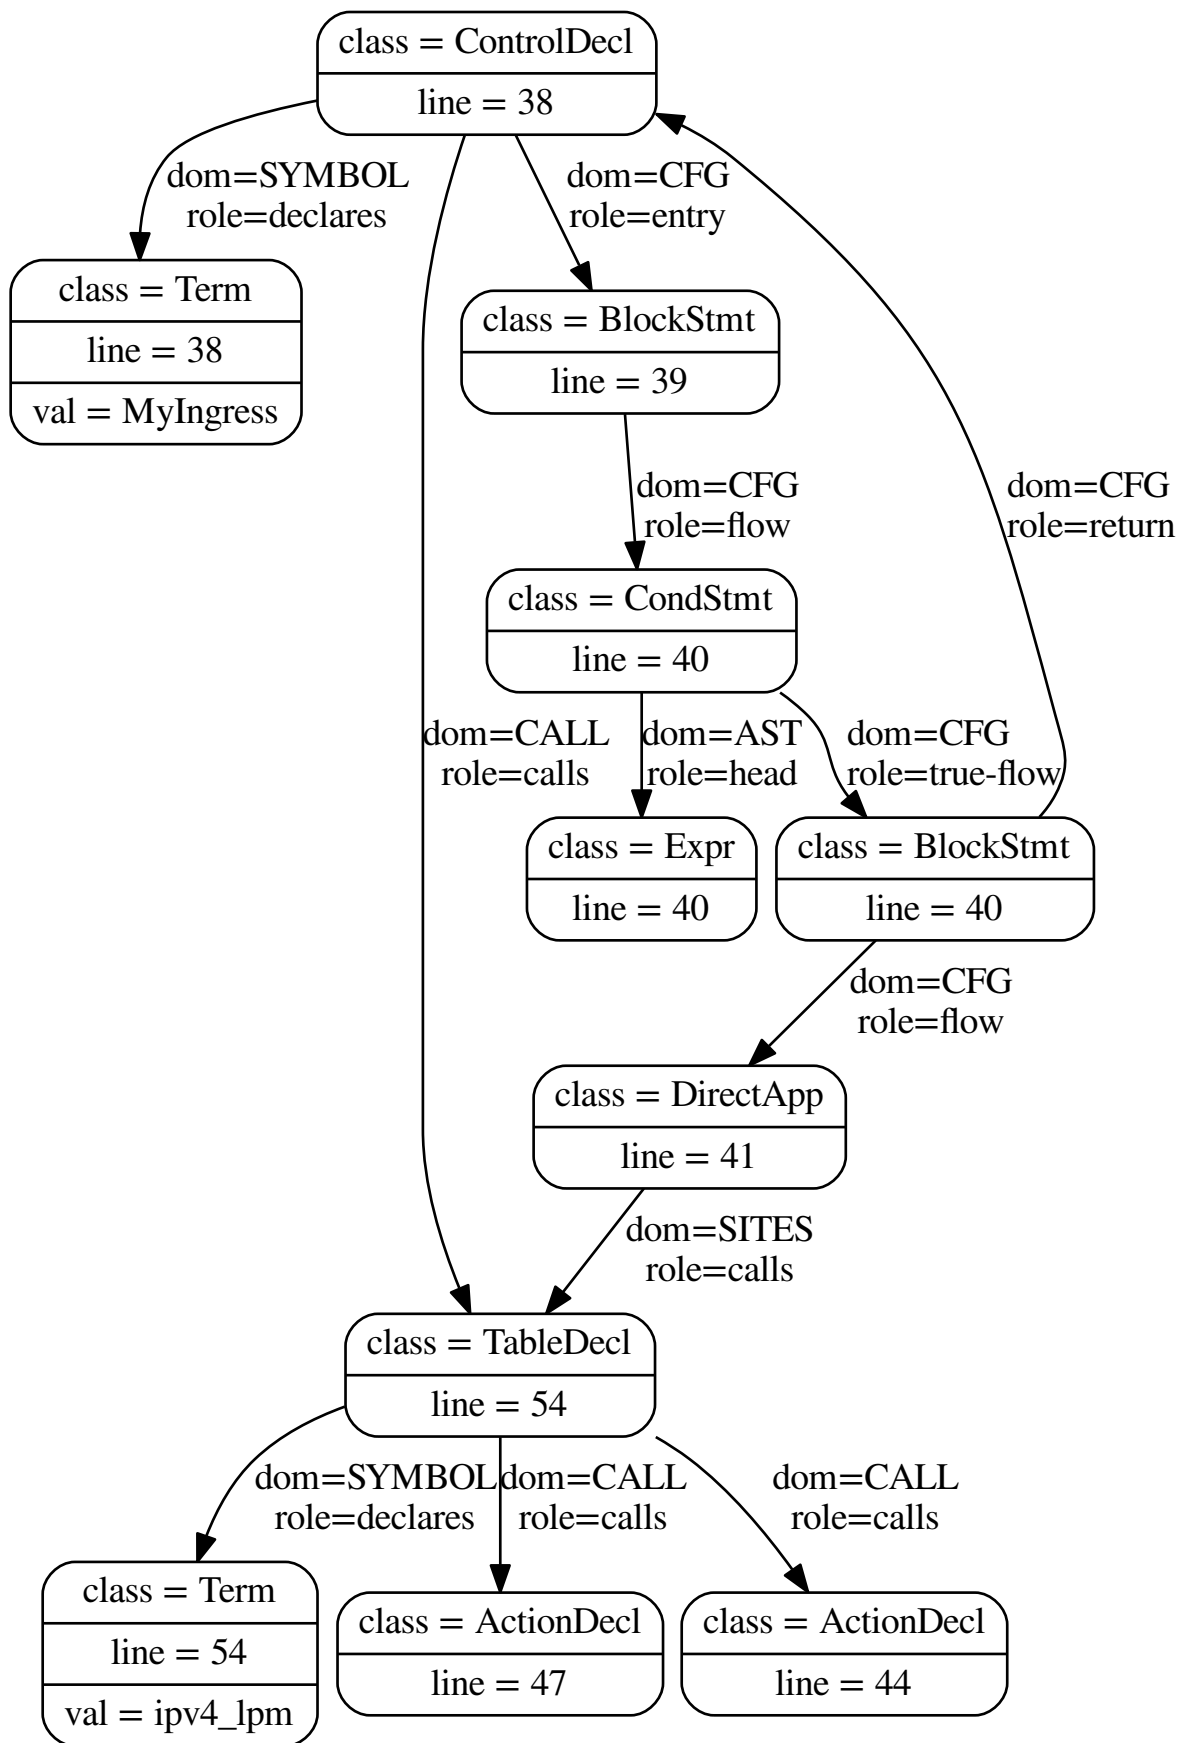 class = ControlDecl
line = 38
dom=SYMBOL
role=declares
dom=CFG
role=entry
class = Term
line = 38
val = MyIngress
class = BlockStmt
line = 39
dom=CFG
role=flow
dom=CFG
role=return
class = CondStmt
line = 40
dom=CALL
role=calls
dom=AST
role=head
dom=CFG
role=true-flow
class = Expr
line = 40
class = BlockStmt
line = 40
dom=CFG
role=flow
class = DirectApp
line = 41
dom=SITES
role=calls
class = TableDecl
line = 54
dom=SYMBOL
role=declares
dom=CALL
role=calls
dom=CALL
role=calls
class = Term
line = 54
val = ipv4_lpm
class = ActionDecl
line = 47
class = ActionDecl
line = 44